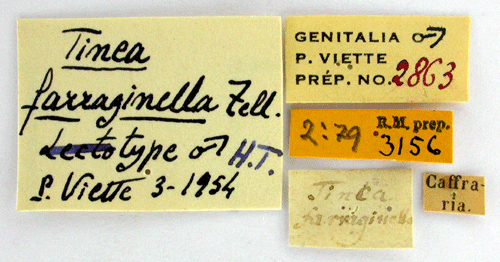 Tinea
farraginella Zell.
Lectotype ♂ H.T.
P. Viette 3-1954
GENITALIA ♂
P. VIETTE
PRÉP. NO. 2863
2:79 R.M. prep.
3156
Tinea
farraginella
Caffra-
ria.